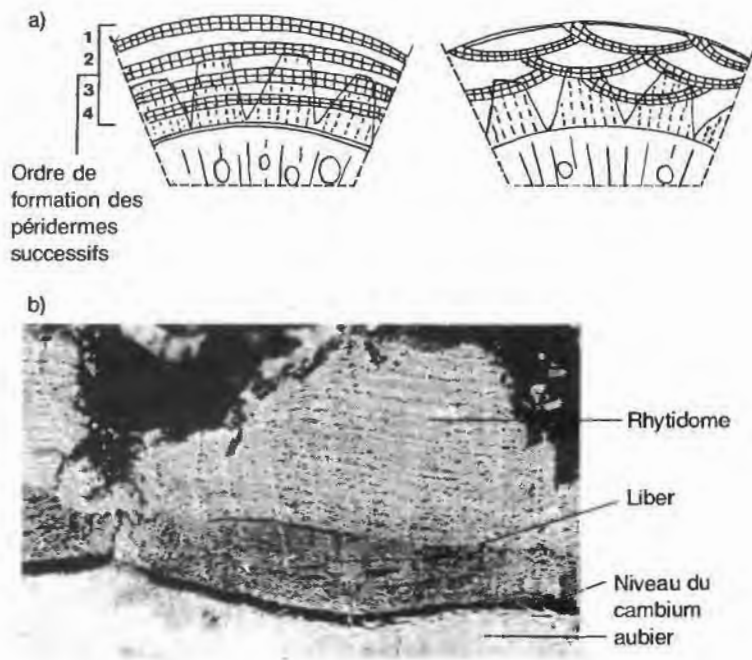 a)
1
2
3
4
Ordre de
formation des
péridermes
successifs
b)
Rhytidome
Liber
Niveau du
cambium
aubier